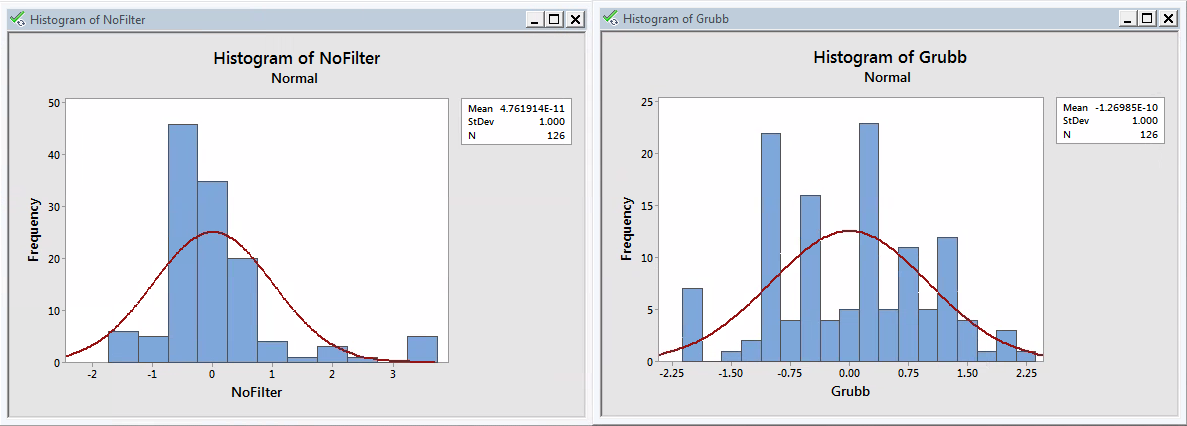 Histogram of NoFilter
Histogram of NoFilter
Normal
Mean 4.761914E-11
StDev 1.000
N 126
50
40
30
20
10
0
Frequency
-2 -1 0 1 2 3
NoFilter
Histogram of Grubb
Histogram of Grubb
Normal
Mean -1.26985E-10
StDev 1.000
N 126
25
20
15
10
5
0
Frequency
-2.25 -1.50 -0.75 0.00 0.75 1.50 2.25
Grubb